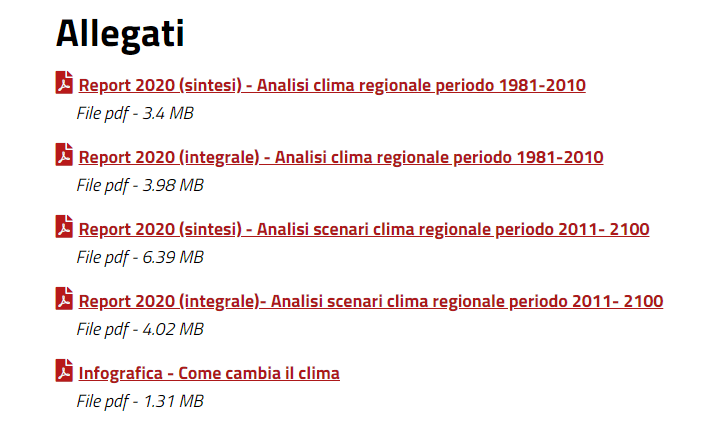 Allegati
Report 2020 (sintesi) - Analisi clima regionale periodo 1981-2010
File pdf - 3.4 MB
Report 2020 (integrale) - Analisi clima regionale periodo 1981-2010
File pdf - 3.98 MB
Report 2020 (sintesi) - Analisi scenari clima regionale periodo 2011- 2100
File pdf - 6.39 MB
Report 2020 (integrale)- Analisi scenari clima regionale periodo 2011- 2100
File pdf - 4.02 MB
Infografica - Come cambia il clima
File pdf - 1.31 MB